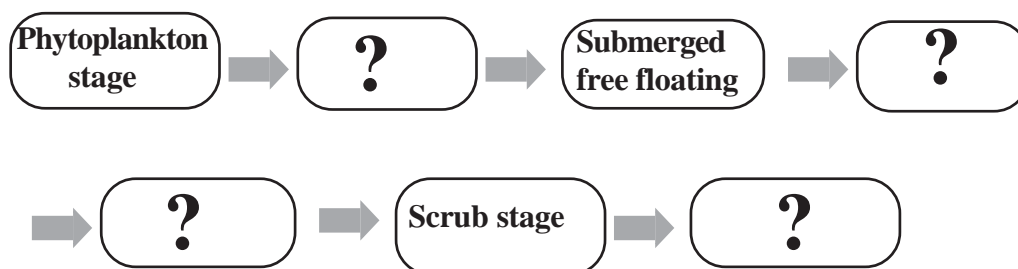 Phytoplankton
stage
?
Submerged
free floating
?
?
Scrub stage
?